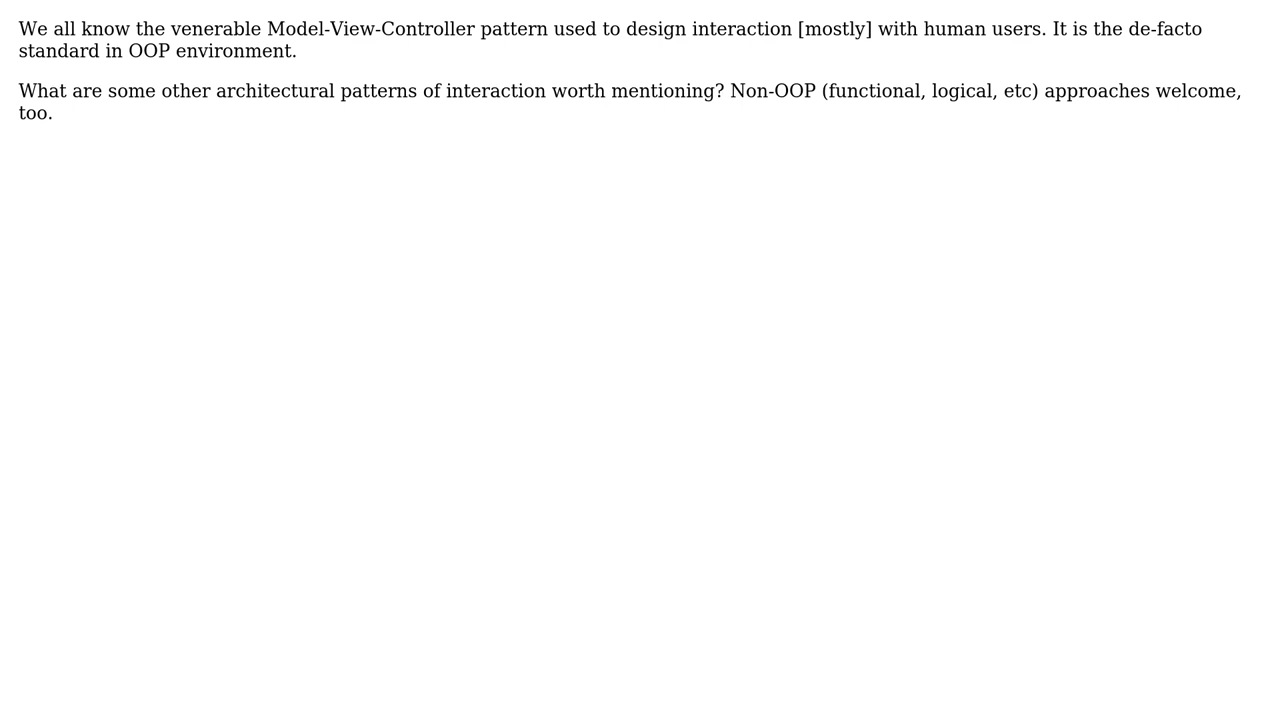 We all know the venerable Model-View-Controller pattern used to design interaction [mostly] with human users. It is the de-facto
standard in OOP environment.
What are some other architectural patterns of interaction worth mentioning? Non-OOP (functional, logical, etc) approaches welcome,
too.